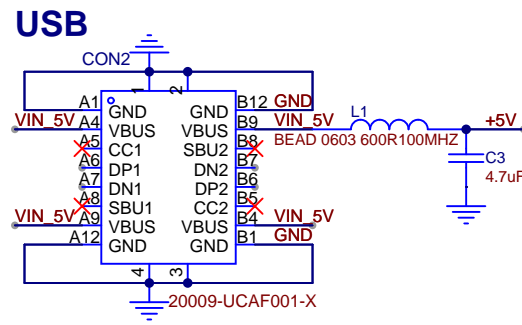 USB
CON2
1 2
A1 GND GND B12 GND
VIN_5V A4 VBUS VBUS B9 VIN_5V
A5 CC1 SBU2 B8
A6 DP1 DN2 B7
A7 DN1 DP2 B6
A8 SBU1 CC2 B5
VIN_5V A9 VBUS VBUS B4 VIN_5V
A12 GND GND B1 GND
4 3
20009-UCAF001-X
L1
BEAD 0603 600R100MHZ
+5V
C3
4.7uF